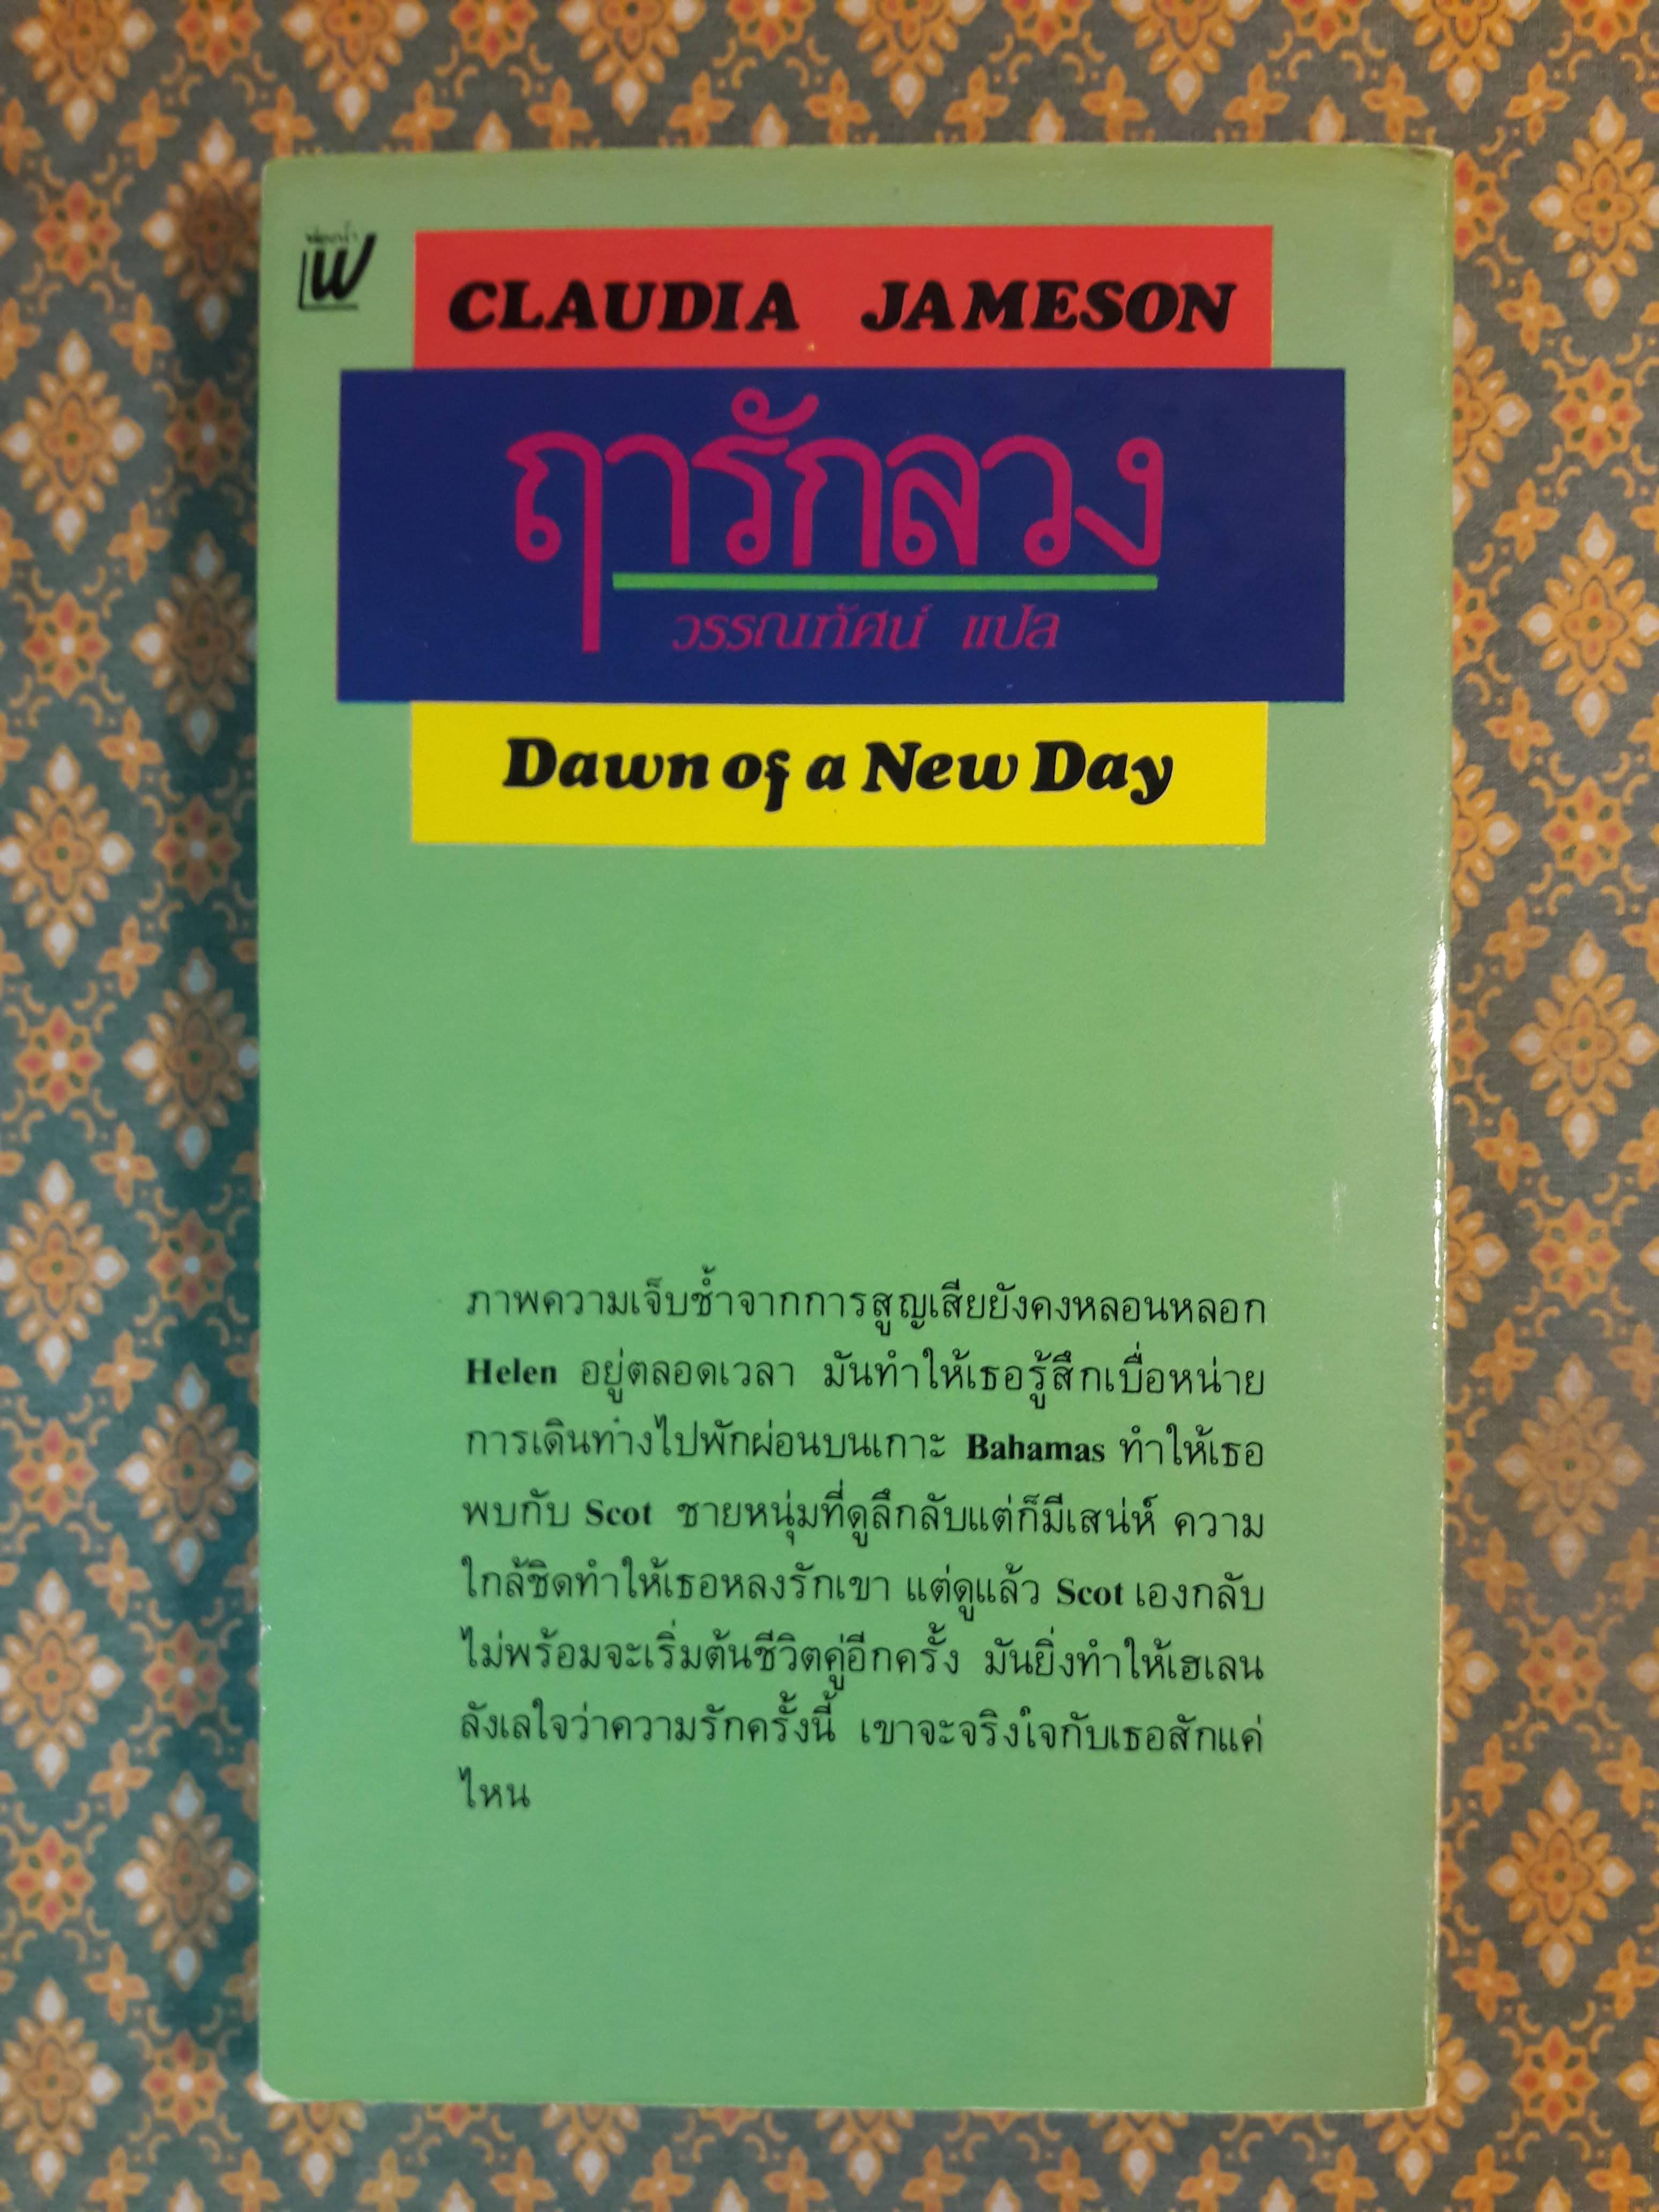 CLAUDIA JAMESON
ฤารักลวง
วรรณทัศน์ แปล
Dawn of a New Day
ภาพความเจ็บช้ำจากการสูญเสียยังคงหลอนหลอก
Helen อยู่ตลอดเวลา มันทำให้เธอรู้สึกเบื่อหน่าย
การเดินทางไปพักผ่อนบนเกาะ Bahamas ทำให้เธอ
พบกับ Scot ชายหนุ่มที่ดูลึกลับแต่ก็มีเสน่ห์ ความ
ใกล้ชิดทำให้เธอหลงรักเขา แต่ดูแล้ว Scot เองกลับ
ไม่พร้อมจะเริ่มต้นชีวิตคู่อีกครั้ง มันยิ่งทำให้เฮเลน
ลังเลใจว่าความรักครั้งนี้ เขาจะจริงใจกับเธอสักแค่
ไหน